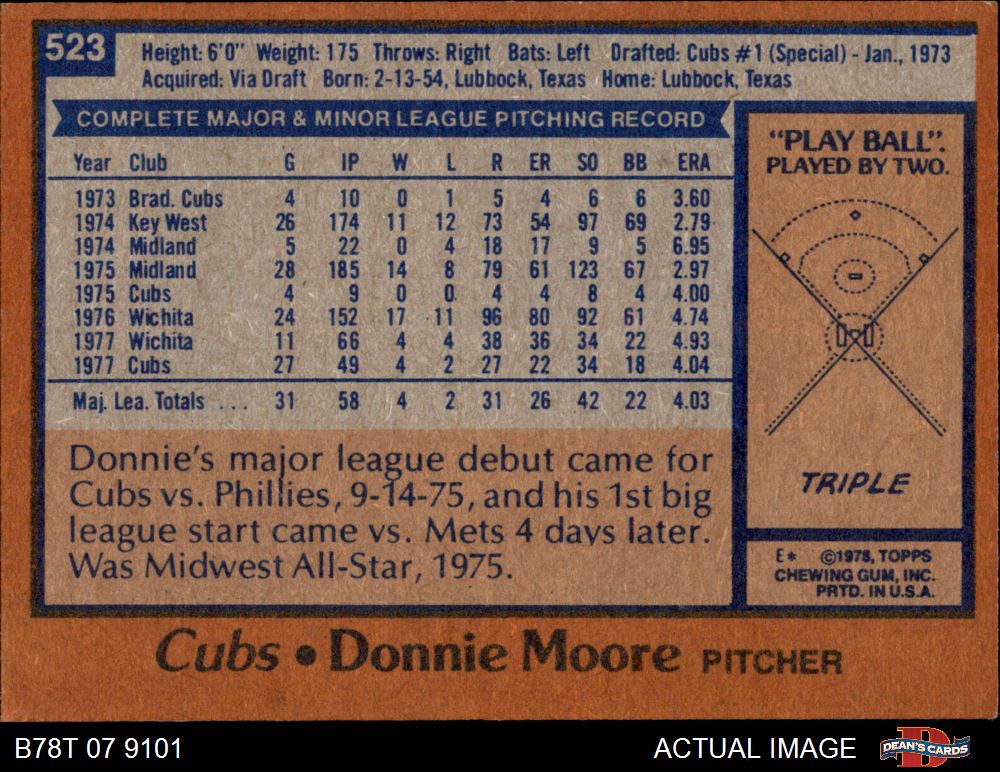 523
Height: 6'0" Weight: 175 Throws: Right Bats: Left Drafted: Cubs #1 (Special) - Jan., 1973
Acquired: Via Draft Born: 2-13-54, Lubbock, Texas Home: Lubbock, Texas
COMPLETE MAJOR & MINOR LEAGUE PITCHING RECORD
Year Club G IP W L R ER SO BB ERA
1973 Brad. Cubs 4 10 0 1 5 4 6 6 3.60
1974 Key West 26 174 11 12 73 54 97 69 2.79
1974 Midland 5 22 0 4 18 17 9 5 6.95
1975 Midland 28 185 14 8 79 61 123 67 2.97
1975 Cubs 4 9 0 0 4 4 8 4 4.00
1976 Wichita 24 152 17 11 96 80 92 61 4.74
1977 Wichita 11 66 4 4 38 36 34 22 4.93
1977 Cubs 27 49 4 2 27 22 34 18 4.04
Maj. Lea. Totals ... 31 58 4 2 31 26 42 22 4.03
Donnie's major league debut came for
Cubs vs. Phillies, 9-14-75, and his 1st big
league start came vs. Mets 4 days later.
Was Midwest All-Star, 1975.
"PLAY BALL".
PLAYED BY TWO.
TRIPLE
E* ©1978, TOPPS
CHEWING GUM, INC.
PRTD. IN U.S.A.
Cubs • Donnie Moore PITCHER
B78T 07 9101
ACTUAL IMAGE
D
DEAN'S CARDS